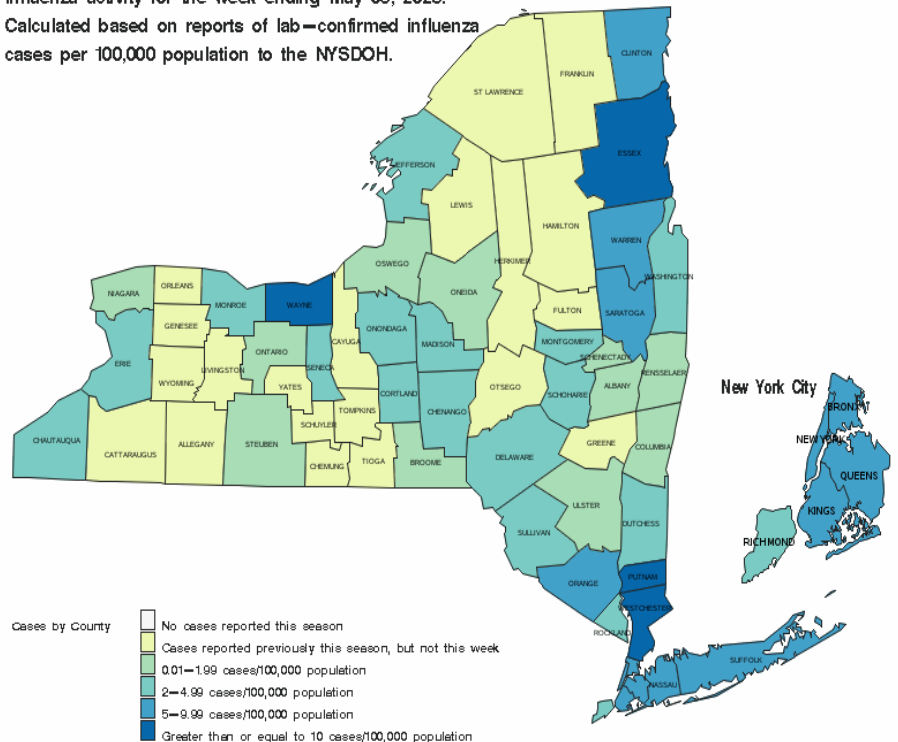 Calculated based on reports of lab-confirmed influenza
cases per 100,000 population to the NYSDOH.
CLINTON
FRANKLIN
ST LAWRENCE
ESSEX
JEFFERSON
LEWIS
HAMILTON
WARREN
HERKIMER
OSWEGO
WASHINGTON
ORLEANS
NIAGARA
ONEIDA
MONROE
WAYNE
FULTON
SARATOGA
GENESEE
ONONDAGA
CAYUGA
MONTGOMERY
MADISON
ONTARIO
SCHENECTADY
ERIE
SENECA
LIVINGSTON
RENSSELAER
WYOMING
YATES
OTSEGO
ALBANY
New York City
CORTLAND
SCHOHARIE
BRONX
TOMPKINS
CHENANGO
SCHUYLER
NEW YORK
CHAUTAUQUA
ALLEGANY
STEUBEN
GREENE
COLUMBIA
CATTARAUGUS
DELAWARE
TIOGA
BROOME
CHEMUNG
QUEENS
ULSTER
KINGS
DUTCHESS
SULLIVAN
RICHMOND
PUTNAM
ORANGE
WESTCHESTER
ROCKLAND
SUFFOLK
NASSAU
Cases by County
No cases reported this season
Cases reported previously this season, but not this week
0.01-1.99 cases/100,000 population
2-4.99 cases/100,000 population
5-9.99 cases/100,000 population
Greater than or equal to 10 cases/100,000 population